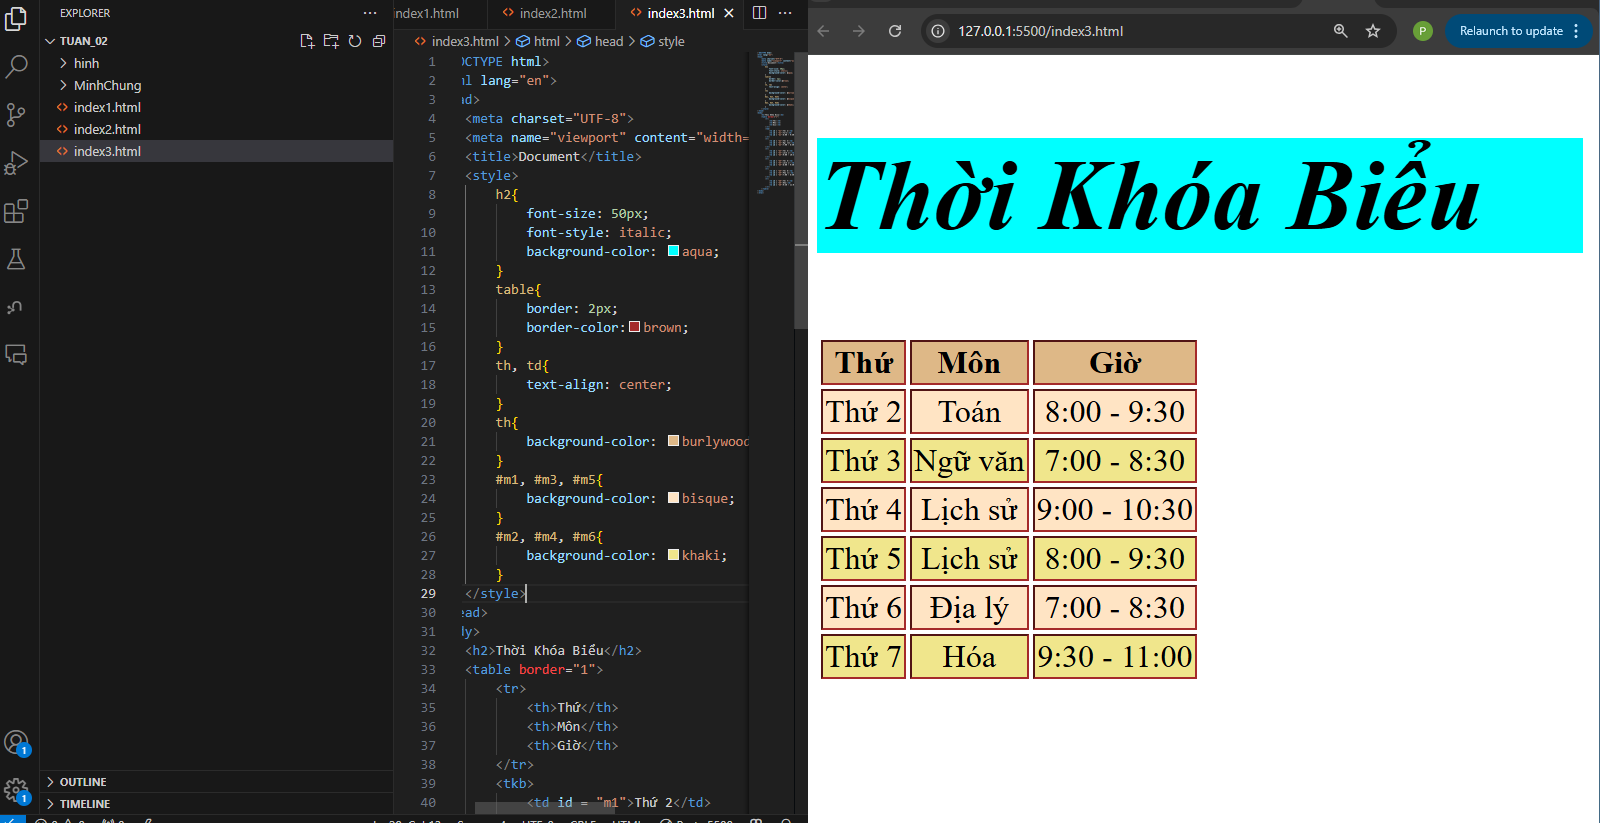 EXPLORER
TUAN_02
hinh
MinhChung
index1.html
index2.html
index3.html
OUTLINE
TIMELINE
1
1
ndex1.html
index2.html
index3.html
index3.html > html > head > style
1 OCTYPE html>
2 ml lang="en">
3 ad>
4 <meta charset="UTF-8">
5 <meta name="viewport" content="width=
6 <title>Document</title>
7 <style>
8 h2{
9 font-size: 50px;
10 font-style: italic;
11 background-color: aqua;
12 }
13 table{
14 border: 2px;
15 border-color: brown;
16 }
17 th, td{
18 text-align: center;
19 }
20 th{
21 background-color: burlywood
22 }
23 #m1, #m3, #m5{
24 background-color: bisque;
25 }
26 #m2, #m4, #m6{
27 background-color: khaki;
28 }
29 </style>
30 ead>
31 dy>
32 <h2>Thời Khóa Biểu</h2>
33 <table border="1">
34 <tr>
35 <th>Thứ</th>
36 <th>Môn</th>
37 <th>Giờ</th>
38 </tr>
39 <tkb>
40 <td id = "m1">Thứ 2</td>
127.0.0.1:5500/index3.html
P
Relaunch to update
Thời Khóa Biểu
Thứ Môn Giờ
Thứ 2 Toán 8:00 - 9:30
Thứ 3 Ngữ văn 7:00 - 8:30
Thứ 4 Lịch sử 9:00 - 10:30
Thứ 5 Lịch sử 8:00 - 9:30
Thứ 6 Địa lý 7:00 - 8:30
Thứ 7 Hóa 9:30 - 11:00